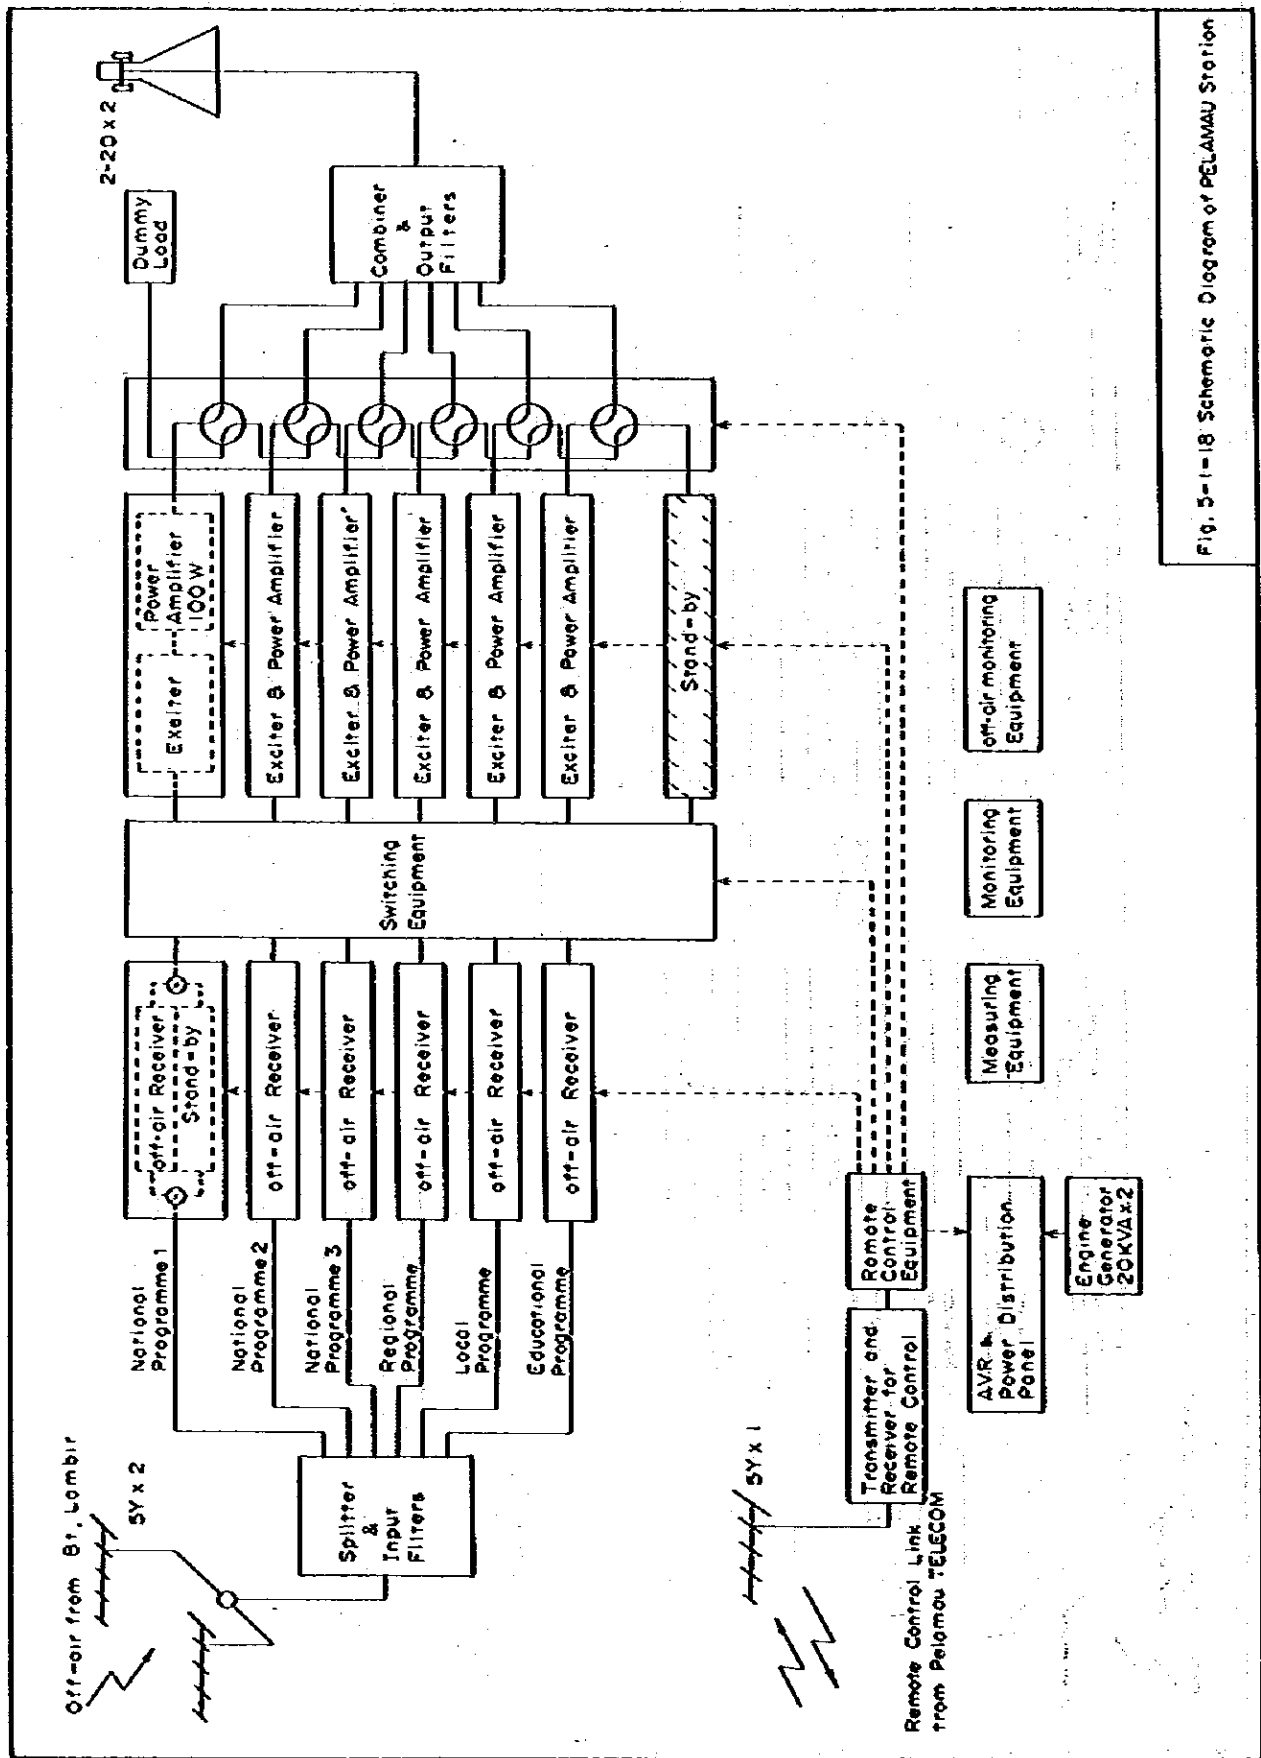 Off-air from Bt. Lambir
5Y x 2
Splitter
&
Input
Filters
National
Programme 1
National
Programme 2
National
Programme 3
Regional
Programme
Local
Programme
Educational
Programme
off-air Receiver
Stand-by
off-air Receiver
off-air Receiver
off-air Receiver
off-air Receiver
off-air Receiver
Switching
Equipment
Exciter
Power
Amplifier
100W
Exciter & Power Amplifier
Exciter & Power Amplifier
Exciter & Power Amplifier
Exciter & Power Amplifier
Exciter & Power Amplifier
Stand-by
Dummy
Load
2-20 x 2
Combiner
&
Output
Filters
5Y x 1
Remote Control Link
from Pelamau TELECOM
Transmitter and
Receiver for
Remote Control
Romote
Control
Equipment
AVR &
Power Distribution
Panel
Engine
Generator
20KVA x 2
Measuring
Equipment
Monitoring
Equipment
off-air monitoring
Equipment
Fig. 5-1-18 Schematic Diagram of PELAMAU Station